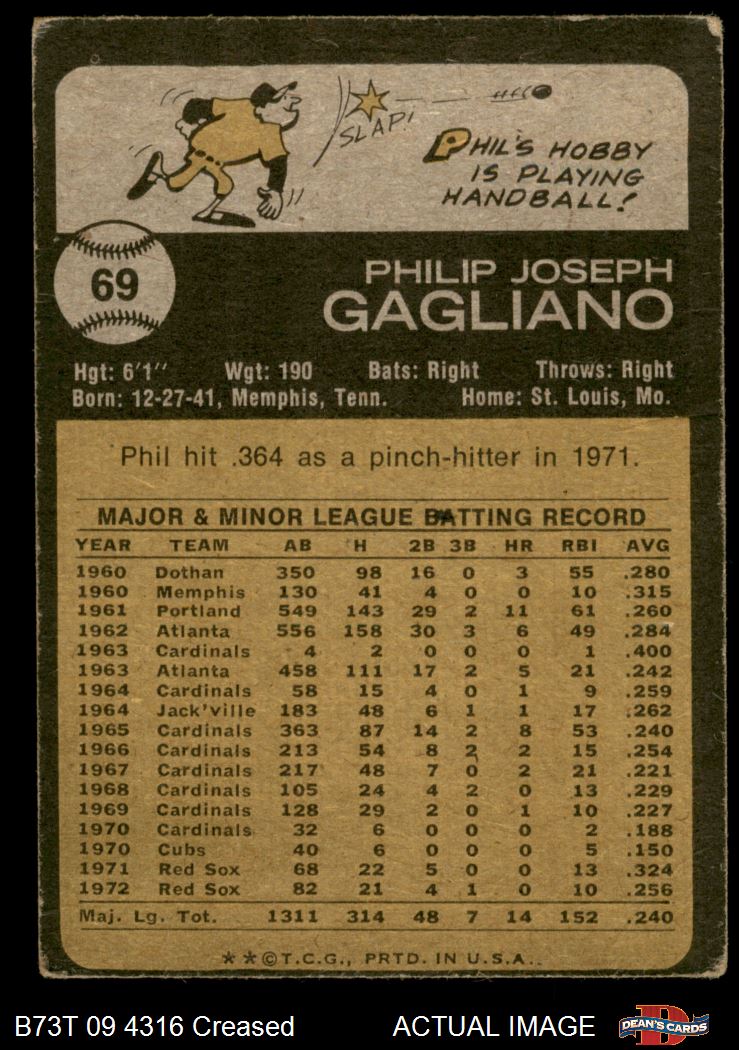 SLAP!
PHIL'S HOBBY
IS PLAYING
HANDBALL!
69
PHILIP JOSEPH
GAGLIANO
Hgt: 6'1" Wgt: 190 Bats: Right Throws: Right
Born: 12-27-41, Memphis, Tenn. Home: St. Louis, Mo.
Phil hit .364 as a pinch-hitter in 1971.
MAJOR & MINOR LEAGUE BATTING RECORD
YEAR TEAM AB H 2B 3B HR RBI AVG
1960 Dothan 350 98 16 0 3 55 .280
1960 Memphis 130 41 4 0 0 10 .315
1961 Portland 549 143 29 2 11 61 .260
1962 Atlanta 556 158 30 3 6 49 .284
1963 Cardinals 4 2 0 0 0 1 .400
1963 Atlanta 458 111 17 2 5 21 .242
1964 Cardinals 58 15 4 0 1 9 .259
1964 Jack'ville 183 48 6 1 1 17 .262
1965 Cardinals 363 87 14 2 8 53 .240
1966 Cardinals 213 54 8 2 2 15 .254
1967 Cardinals 217 48 7 0 2 21 .221
1968 Cardinals 105 24 4 2 0 13 .229
1969 Cardinals 128 29 2 0 1 10 .227
1970 Cardinals 32 6 0 0 0 2 .188
1970 Cubs 40 6 0 0 0 5 .150
1971 Red Sox 68 22 5 0 0 13 .324
1972 Red Sox 82 21 4 1 0 10 .256
Maj. Lg. Tot. 1311 314 48 7 14 152 .240
**©T.C.G., PRTD. IN U.S.A.
B73T 09 4316 Creased ACTUAL IMAGE
D
DEAN'S CARDS